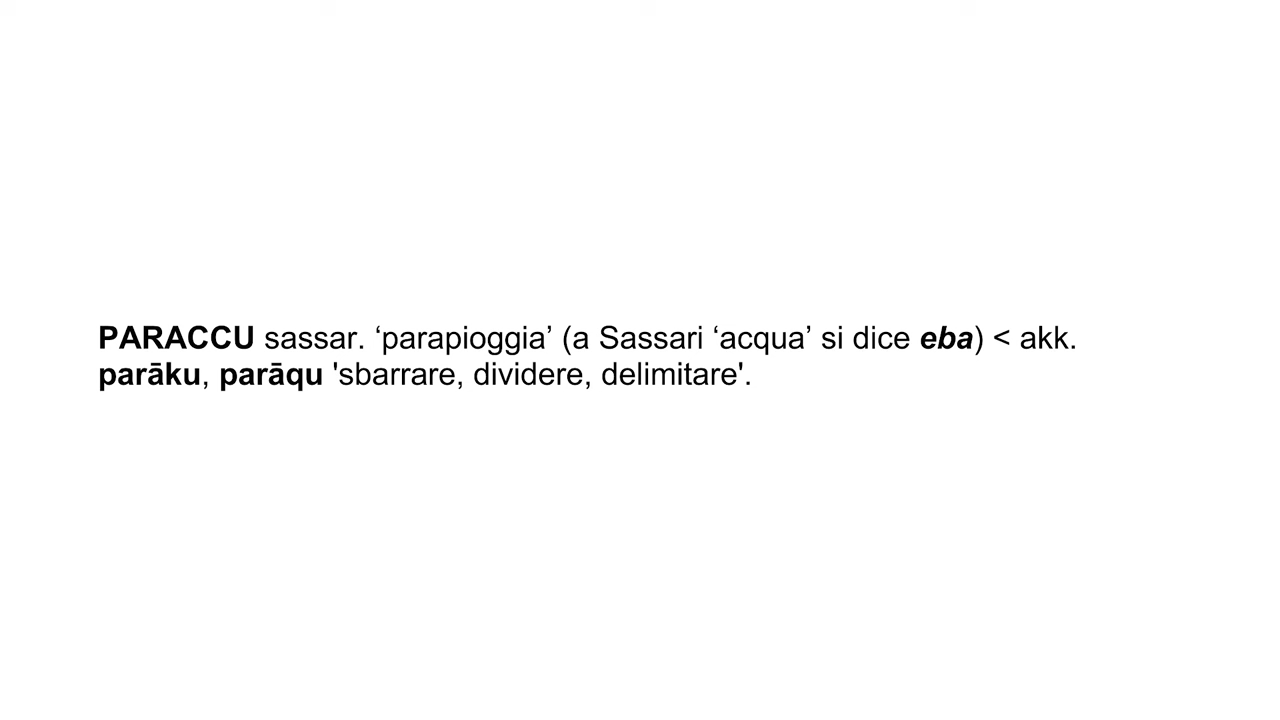 PARACCU sassar. ‘parapioggia’ (a Sassari ‘acqua’ si dice eba) < akk.
parāku, parāqu 'sbarrare, dividere, delimitare'.